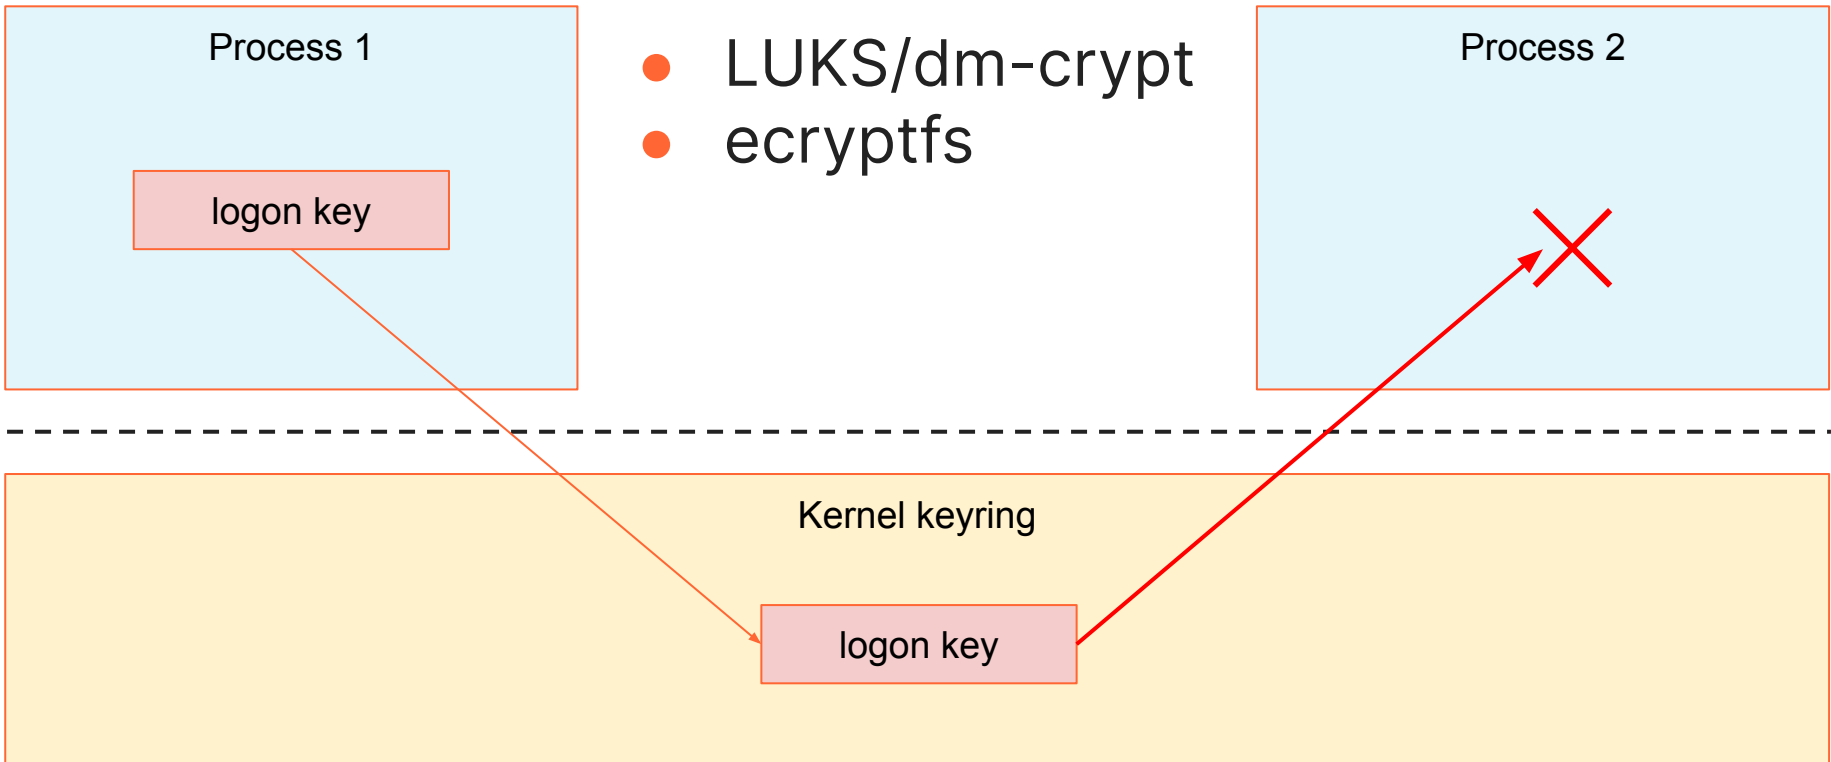 Process 1
● LUKS/dm-crypt
● ecryptfs
Process 2
logon key
Kernel keyring
logon key